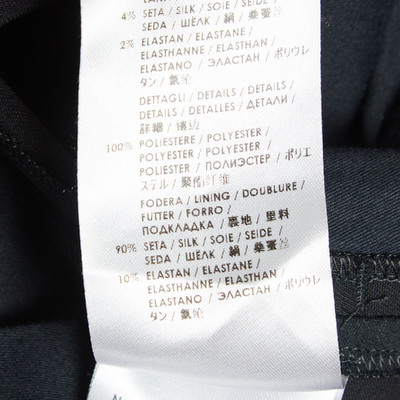 4% SETA / SILK / SOIE / SEIDE /
SEDA / ШЁЛК / 絹 / 桑蚕丝
2% ELASTAN / ELASTANE /
ELASTHANNE / ELASTHAN /
ELASTANO / ЭЛАСТАН / ポリウレ
タン / 氨纶
DETTAGLI / DETAILS / DETAILS /
DETAILS / DETALLES / ДЕТАЛИ /
詳細 / 镶边
100% POLIESTERE / POLYESTER /
POLYESTER / POLYESTER /
POLIESTER / ПОЛИЭСТЕР / ポリエ
ステル / 聚酯纤维
FODERA / LINING / DOUBLURE /
FUTTER / FORRO /
ПОДКЛАДКА / 裏地 / 里料
90% SETA / SILK / SOIE / SEIDE /
SEDA / ШЁЛК / 絹 / 桑蚕丝
10% ELASTAN / ELASTANE /
ELASTHANNE / ELASTHAN /
ELASTANO / ЭЛАСТАН / ポリウレ
タン / 氨纶